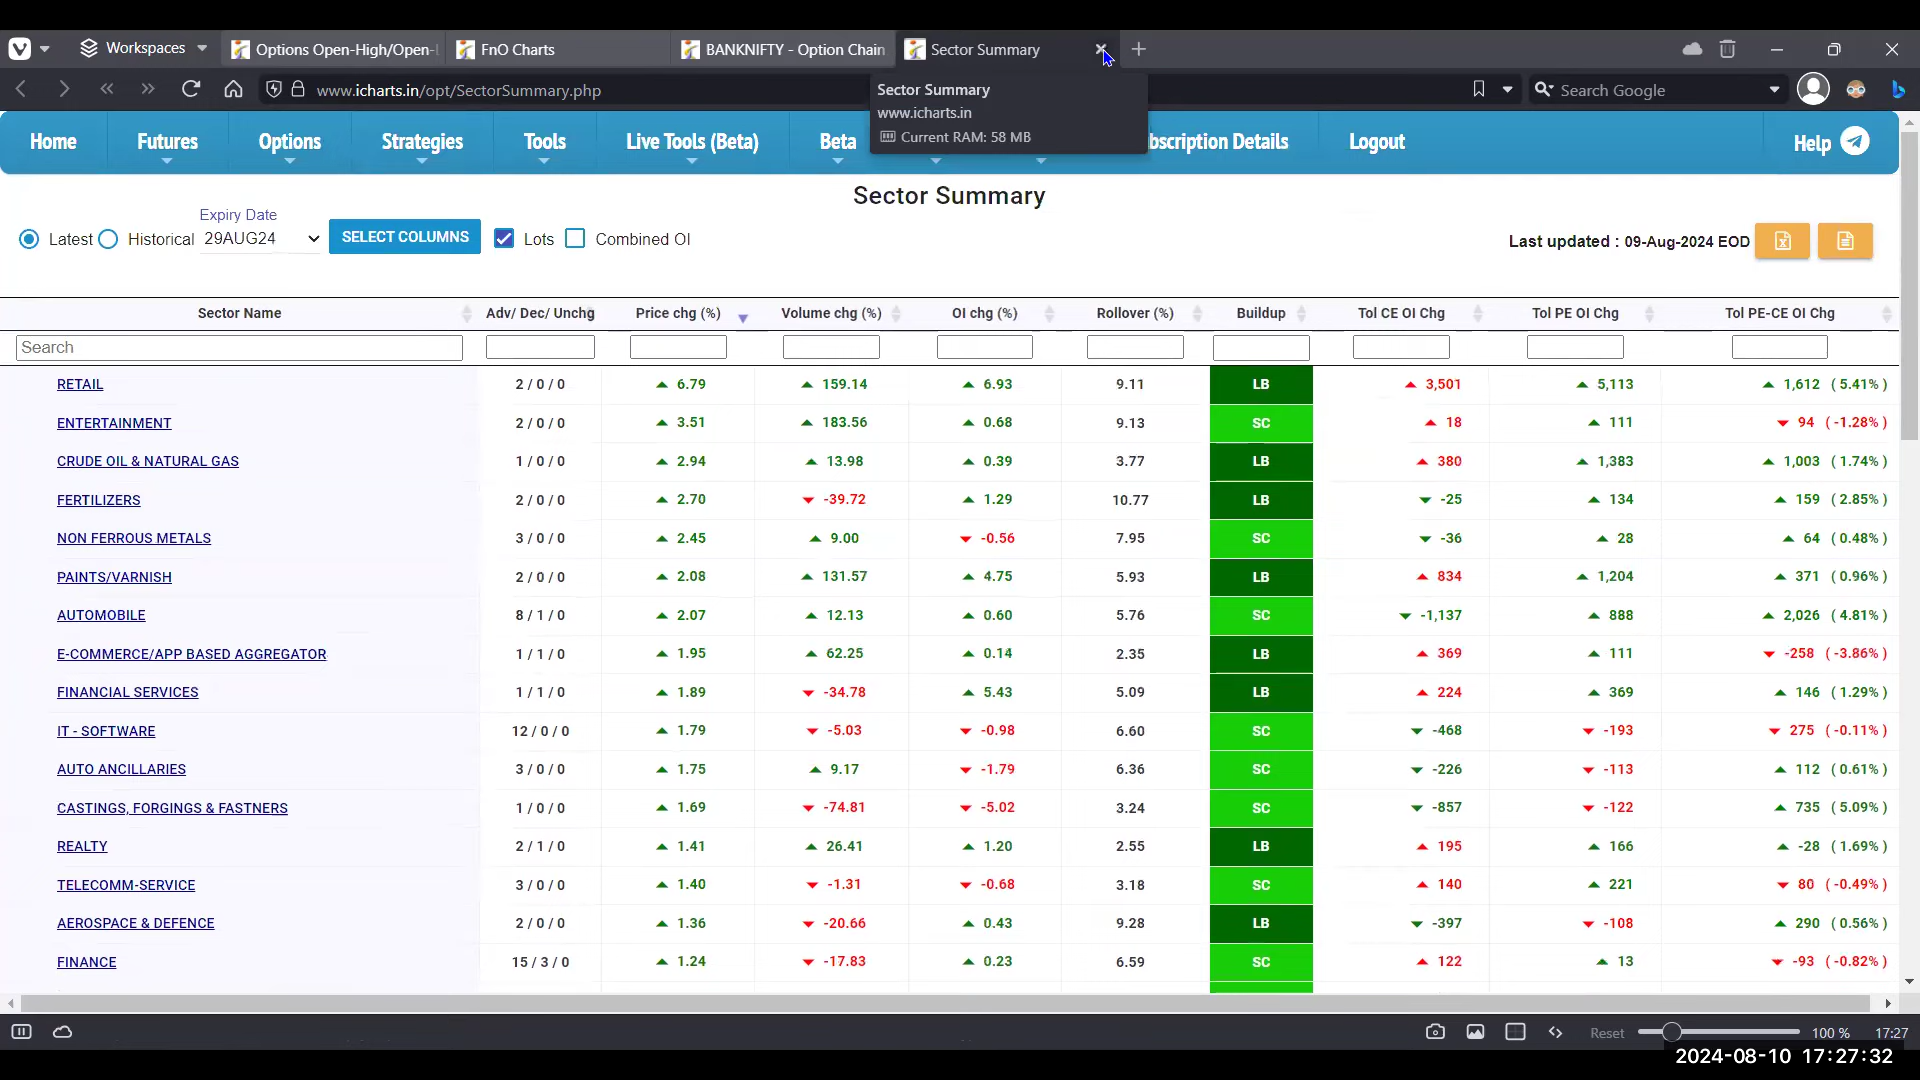 Workspaces
Options Open-High/Open-
FnO Charts
BANKNIFTY - Option Chain
Sector Summary
www.icharts.in/opt/SectorSummary.php
Search Google
Sector Summary
www.icharts.in
Current RAM: 58 MB
Home Futures Options Strategies Tools Live Tools (Beta) Beta bscription Details Logout Help
Sector Summary
Expiry Date
Latest Historical 29AUG24 SELECT COLUMNS Lots Combined OI Last updated : 09-Aug-2024 EOD
Sector Name Adv/ Dec/ Unchg Price chg (%) Volume chg (%) OI chg (%) Rollover (%) Buildup Tol CE OI Chg Tol PE OI Chg Tol PE-CE OI Chg
Search
RETAIL 2 / 0 / 0 6.79 159.14 6.93 9.11 LB 3,501 5,113 1,612 ( 5.41% )
ENTERTAINMENT 2 / 0 / 0 3.51 183.56 0.68 9.13 SC 18 111 94 ( -1.28% )
CRUDE OIL & NATURAL GAS 1 / 0 / 0 2.94 13.98 0.39 3.77 LB 380 1,383 1,003 ( 1.74% )
FERTILIZERS 2 / 0 / 0 2.70 -39.72 1.29 10.77 LB -25 134 159 ( 2.85% )
NON FERROUS METALS 3 / 0 / 0 2.45 9.00 -0.56 7.95 SC -36 28 64 ( 0.48% )
PAINTS/VARNISH 2 / 0 / 0 2.08 131.57 4.75 5.93 LB 834 1,204 371 ( 0.96% )
AUTOMOBILE 8 / 1 / 0 2.07 12.13 0.60 5.76 SC -1,137 888 2,026 ( 4.81% )
E-COMMERCE/APP BASED AGGREGATOR 1 / 1 / 0 1.95 62.25 0.14 2.35 LB 369 111 -258 ( -3.86% )
FINANCIAL SERVICES 1 / 1 / 0 1.89 -34.78 5.43 5.09 LB 224 369 146 ( 1.29% )
IT - SOFTWARE 12 / 0 / 0 1.79 -5.03 -0.98 6.60 SC -468 -193 275 ( -0.11% )
AUTO ANCILLARIES 3 / 0 / 0 1.75 9.17 -1.79 6.36 SC -226 -113 112 ( 0.61% )
CASTINGS, FORGINGS & FASTNERS 1 / 0 / 0 1.69 -74.81 -5.02 3.24 SC -857 -122 735 ( 5.09% )
REALTY 2 / 1 / 0 1.41 26.41 1.20 2.55 LB 195 166 -28 ( 1.69% )
TELECOMM-SERVICE 3 / 0 / 0 1.40 -1.31 -0.68 3.18 SC 140 221 80 ( -0.49% )
AEROSPACE & DEFENCE 2 / 0 / 0 1.36 -20.66 0.43 9.28 LB -397 -108 290 ( 0.56% )
FINANCE 15 / 3 / 0 1.24 -17.83 0.23 6.59 SC 122 13 -93 ( -0.82% )
Reset 100 % 17:27
2024-08-10 17:27:32